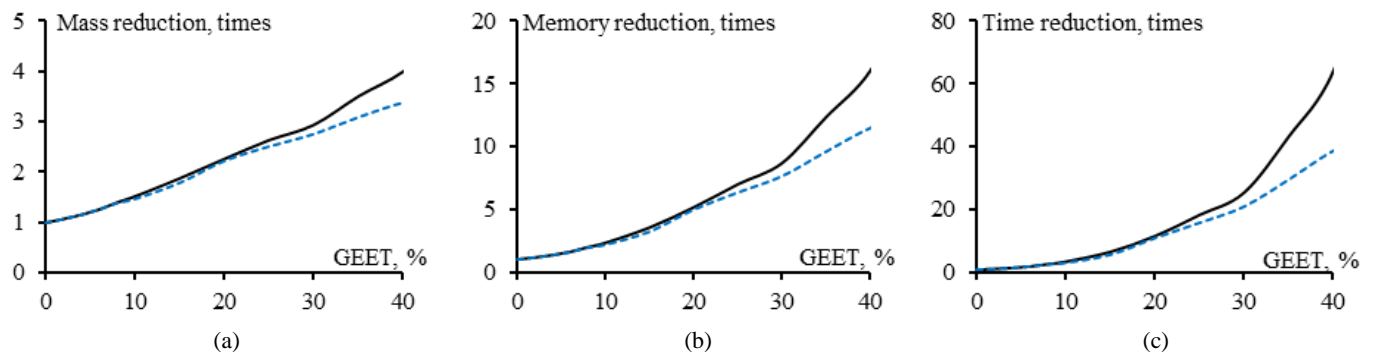 Mass reduction, times
5
4
3
2
1
0
GEET, %
0 10 20 30 40
(a)
Memory reduction, times
20
15
10
5
0
GEET, %
0 10 20 30 40
(b)
Time reduction, times
80
60
40
20
0
GEET, %
0 10 20 30 40
(c)